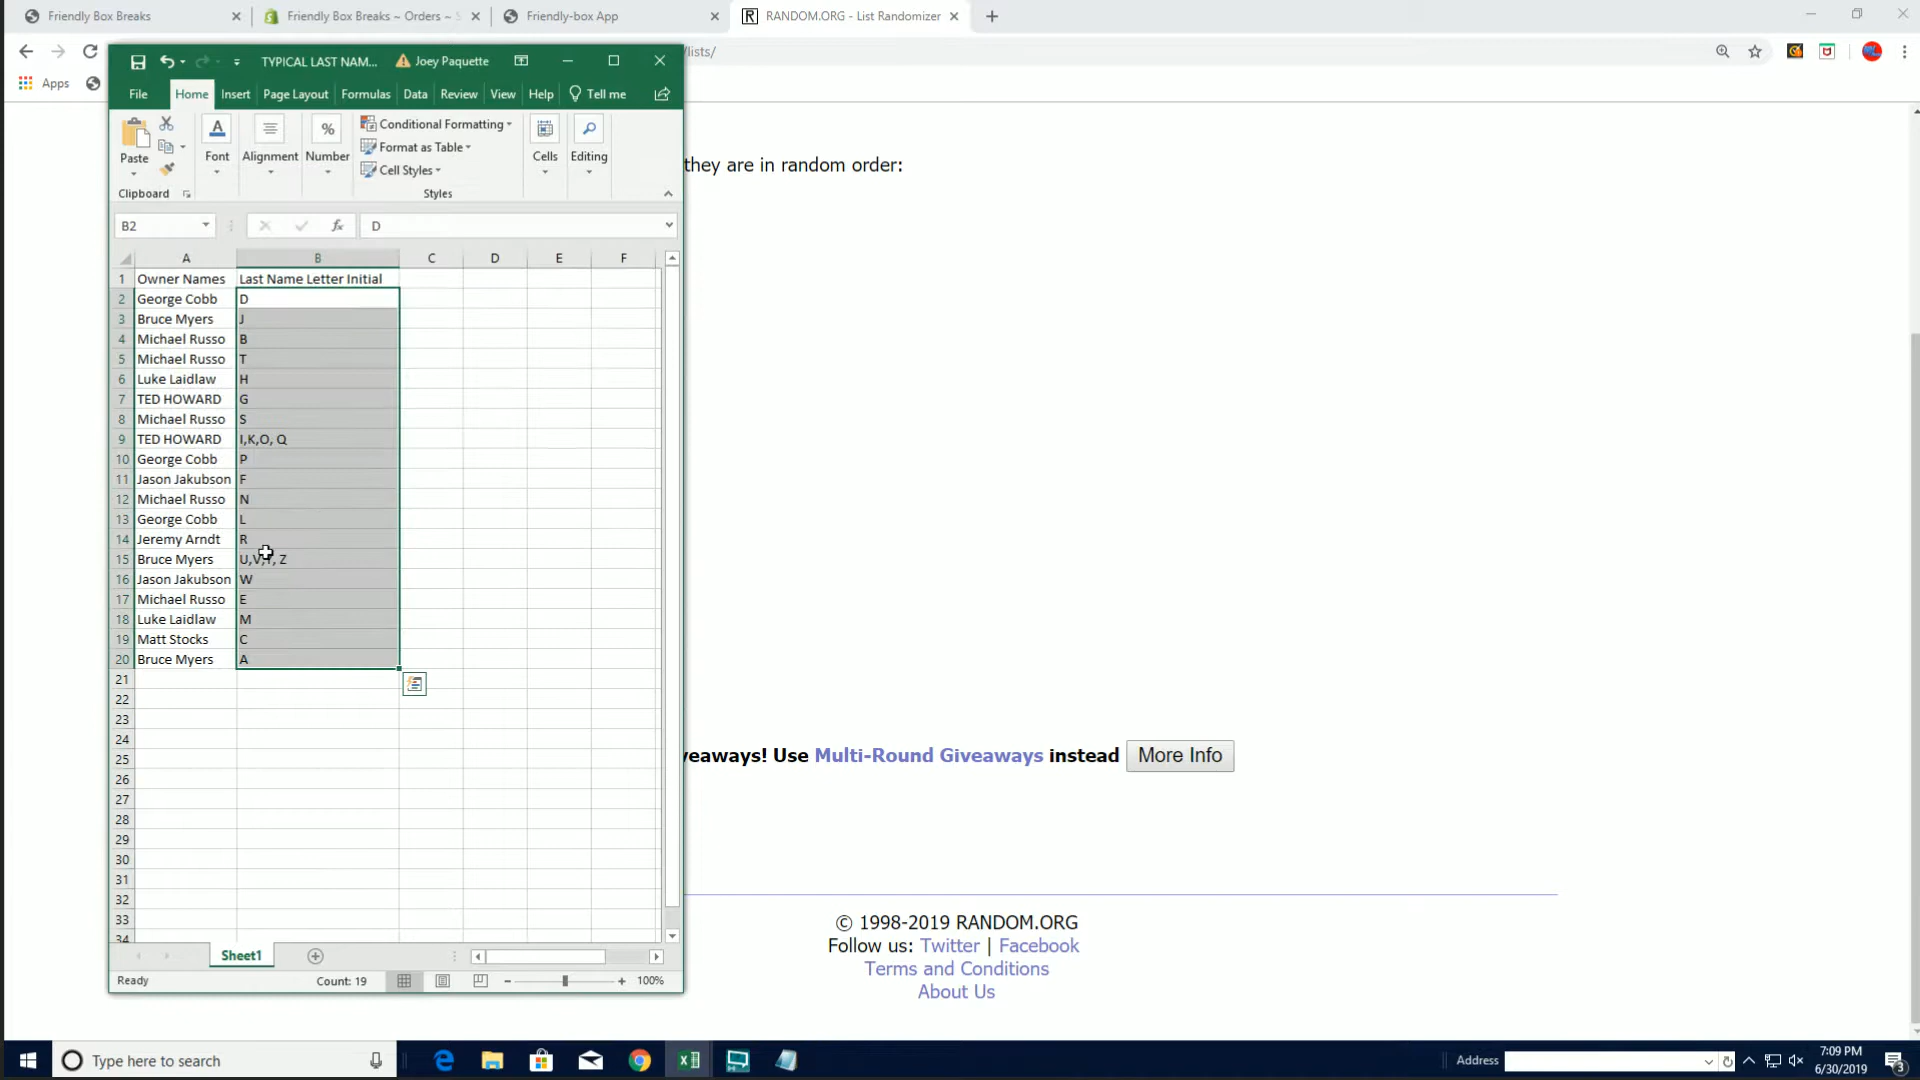 Friendly Box Breaks
Friendly Box Breaks ~ Orders ~
Friendly-box App
RANDOM.ORG - List Randomizer
/lists/
Apps
TYPICAL LAST NAM...
Joey Paquette
File Home Insert Page Layout Formulas Data Review View Help Tell me
Paste
Font
Alignment
Number
Conditional Formatting
Format as Table
Cell Styles
Cells
Editing
Clipboard
Styles
B2
fx
D
A B C D E F
1 Owner Names Last Name Letter Initial
2 George Cobb D
3 Bruce Myers J
4 Michael Russo B
5 Michael Russo T
6 Luke Laidlaw H
7 TED HOWARD G
8 Michael Russo S
9 TED HOWARD I,K,O, Q
10 George Cobb P
11 Jason Jakubson F
12 Michael Russo N
13 George Cobb L
14 Jeremy Arndt R
15 Bruce Myers U,V, Z
16 Jason Jakubson W
17 Michael Russo E
18 Luke Laidlaw M
19 Matt Stocks C
20 Bruce Myers A
21
22
23
24
25
26
27
28
29
30
31
32
33
34
Sheet1
Ready
Count: 19
100%
they are in random order:
veaways! Use Multi-Round Giveaways instead More Info
© 1998-2019 RANDOM.ORG
Follow us: Twitter | Facebook
Terms and Conditions
About Us
Type here to search
Address
7:09 PM
6/30/2019
3